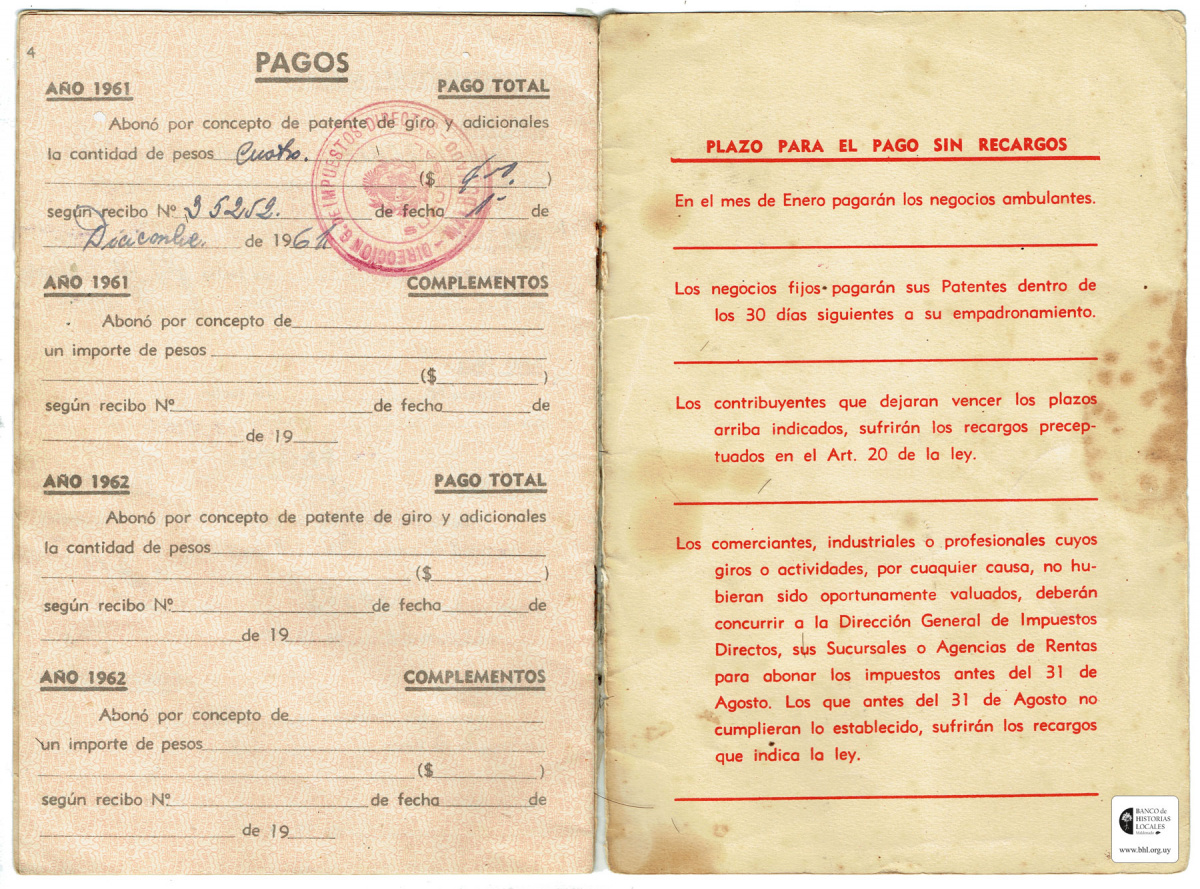 4
PAGOS
AÑO 1961 PAGO TOTAL
Abonó por concepto de patente de giro y adicionales
la cantidad de pesos Cuatro.
($ 4.- )
según recibo Nº 35252. de fecha 1- de
Diciembre. de 1961
AÑO 1961 COMPLEMENTOS
Abonó por concepto de
un importe de pesos
($ )
según recibo Nº de fecha de
de 19
AÑO 1962 PAGO TOTAL
Abonó por concepto de patente de giro y adicionales
la cantidad de pesos
($ )
según recibo Nº de fecha de
de 19
AÑO 1962 COMPLEMENTOS
Abonó por concepto de
un importe de pesos
($ )
según recibo Nº de fecha de
de 19
DIRECCION G. DE IMPUESTOS DIRECTOS
PLAZO PARA EL PAGO SIN RECARGOS
En el mes de Enero pagarán los negocios ambulantes.
Los negocios fijos pagarán sus Patentes dentro de
los 30 días siguientes a su empadronamiento.
Los contribuyentes que dejaran vencer los plazos
arriba indicados, sufrirán los recargos precep-
tuados en el Art. 20 de la ley.
Los comerciantes, industriales o profesionales cuyos
giros o actividades, por cuaquier causa, no hu-
bieran sido oportunamente valuados, deberán
concurrir a la Dirección General de Impuestos
Directos, sus Sucursales o Agencias de Rentas
para abonar los impuestos antes del 31 de
Agosto. Los que antes del 31 de Agosto no
cumplieran lo establecido, sufrirán los recargos
que indica la ley.
BANCO de
HISTORIAS
LOCALES
Maldonado
www.bhl.org.uy